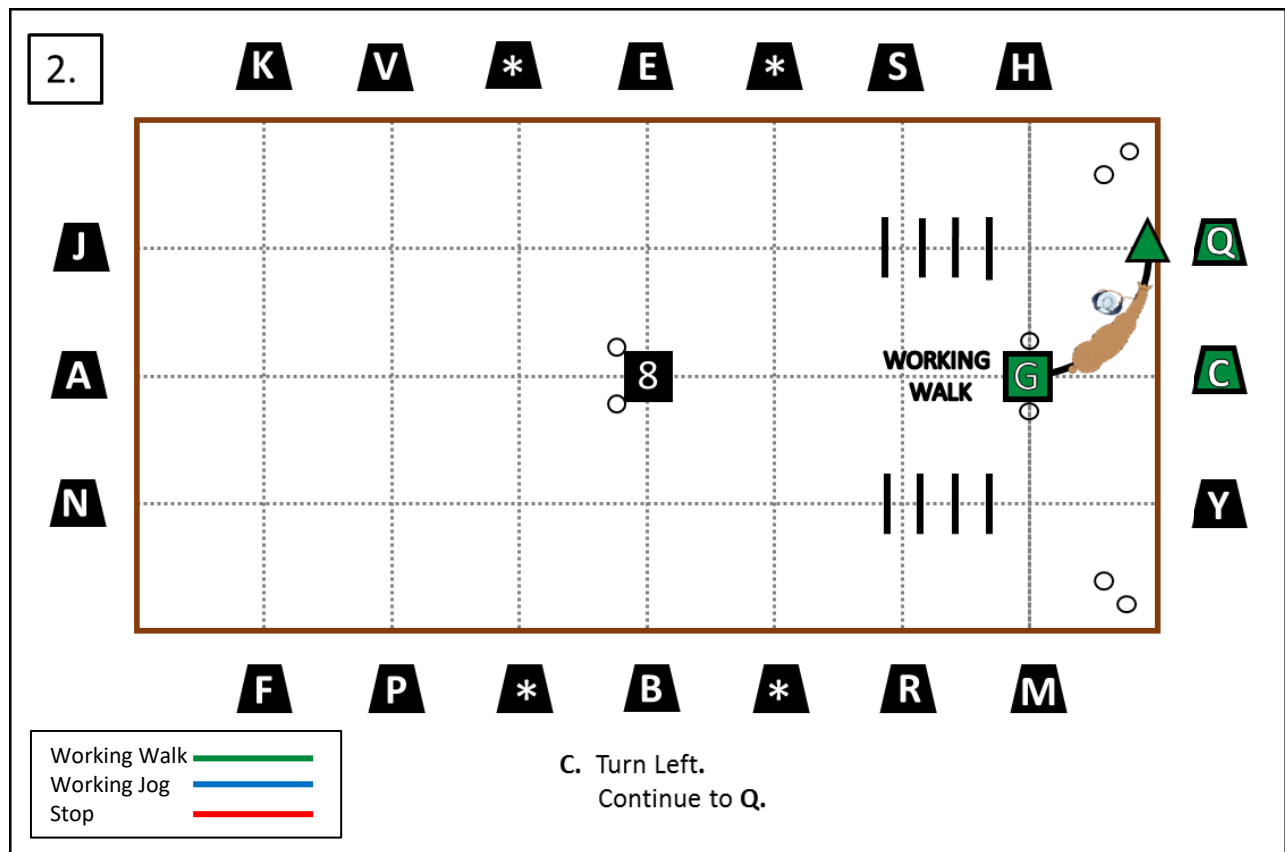 2.
K V * E * S H
J Q
WORKING
A 8 G C
WALK
N Y
F P * B * R M
Working Walk
Working Jog
Stop
C. Turn Left.
Continue to Q.